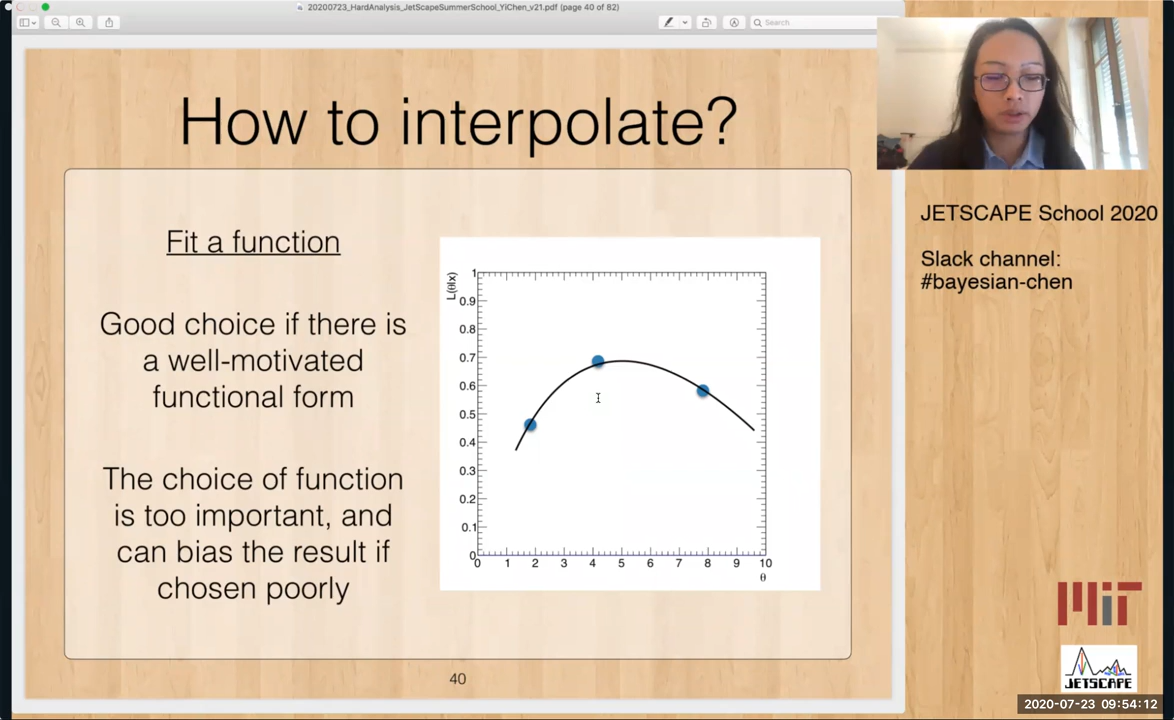 20200723_HardAnalysis_JetScapeSummerSchool_YiChen_v21.pdf (page 40 of 82)
Search
How to interpolate?
Fit a function
Good choice if there is
a well-motivated
functional form
The choice of function
is too important, and
can bias the result if
chosen poorly
L(θ|x)
1
0.9
0.8
0.7
0.6
0.5
0.4
0.3
0.2
0.1
0
0 1 2 3 4 5 6 7 8 9 10
θ
40
JETSCAPE School 2020
Slack channel:
#bayesian-chen
MIT
JETSCAPE
2020-07-23 09:54:12